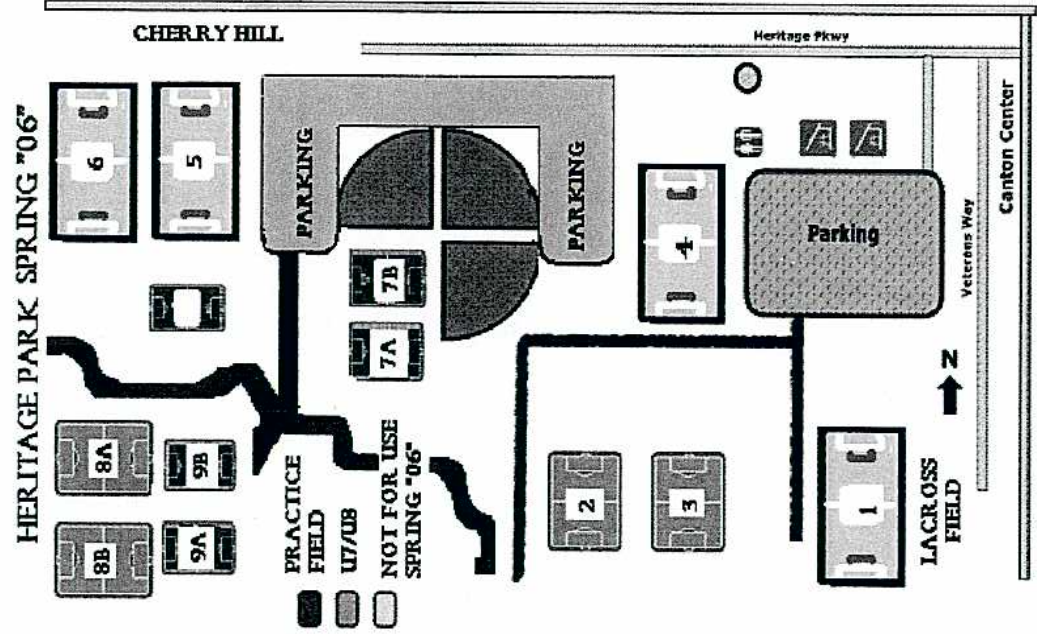 HERITAGE PARK SPRING "06"
CHERRY HILL
Heritage Pkwy
Canton Center
Veterans Way
6
5
PARKING
PARKING
4
Parking
7B
7A
8A
9B
8B
9A
2
3
1
LACROSS
FIELD
N
PRACTICE
FIELD
U7/U8
NOT FOR USE
SPRING "06"